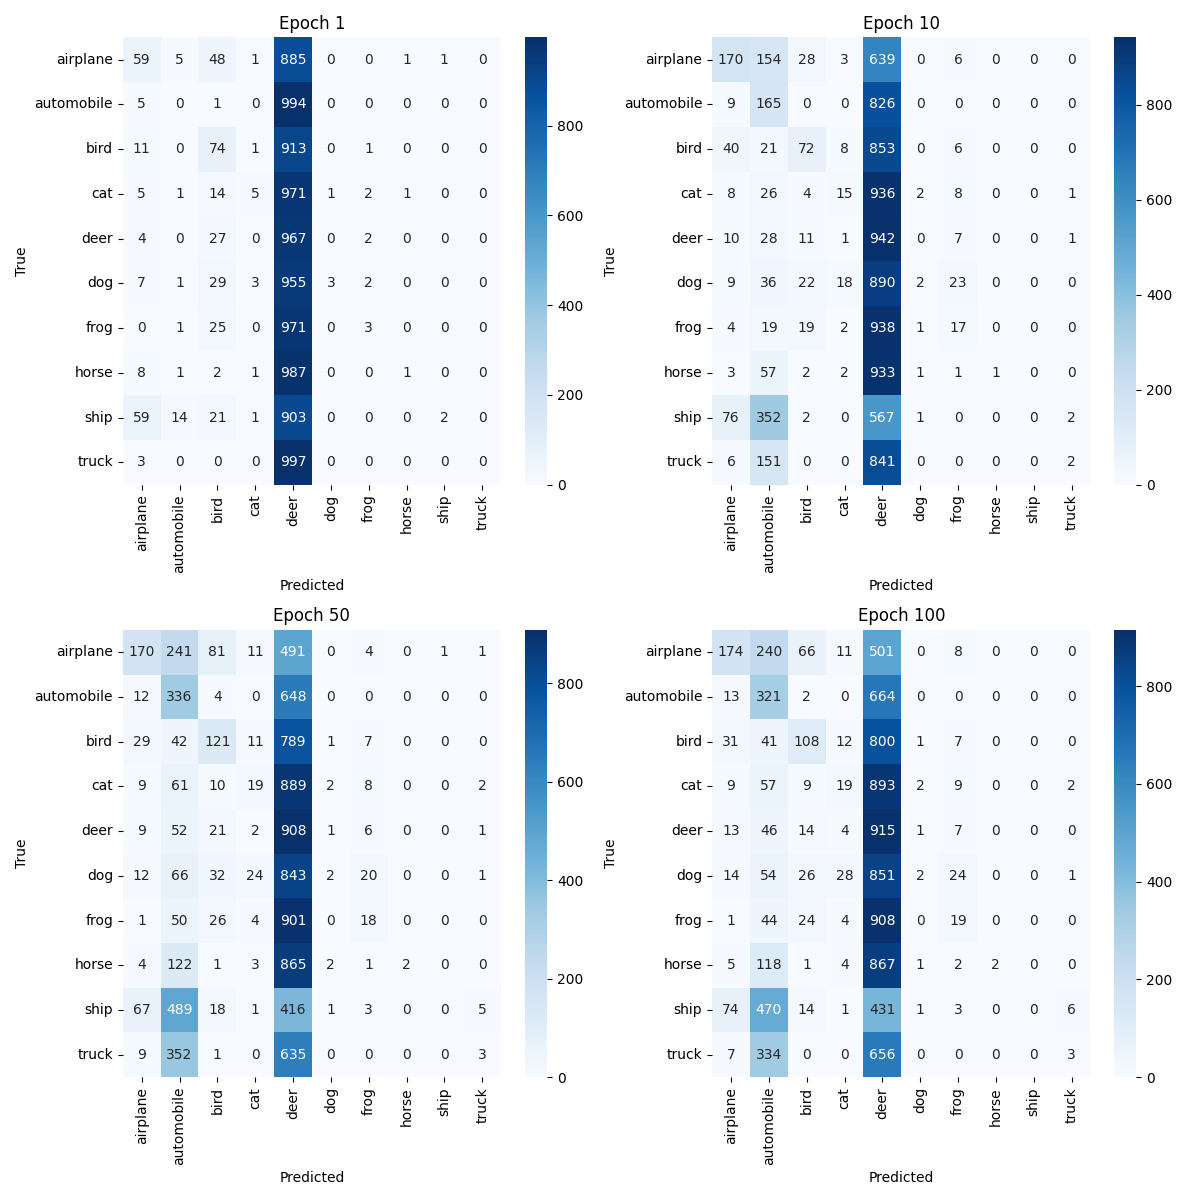 Epoch 1
airplane 59 5 48 1 885 0 0 1 1 0
automobile 5 0 1 0 994 0 0 0 0 0
bird 11 0 74 1 913 0 1 0 0 0
cat 5 1 14 5 971 1 2 1 0 0
deer 4 0 27 0 967 0 2 0 0 0
dog 7 1 29 3 955 3 2 0 0 0
frog 0 1 25 0 971 0 3 0 0 0
horse 8 1 2 1 987 0 0 1 0 0
ship 59 14 21 1 903 0 0 0 2 0
truck 3 0 0 0 997 0 0 0 0 0
True
airplane automobile bird cat deer dog frog horse ship truck
Predicted
800
600
400
200
0
Epoch 10
airplane 170 154 28 3 639 0 6 0 0 0
automobile 9 165 0 0 826 0 0 0 0 0
bird 40 21 72 8 853 0 6 0 0 0
cat 8 26 4 15 936 2 8 0 0 1
deer 10 28 11 1 942 0 7 0 0 1
dog 9 36 22 18 890 2 23 0 0 0
frog 4 19 19 2 938 1 17 0 0 0
horse 3 57 2 2 933 1 1 1 0 0
ship 76 352 2 0 567 1 0 0 0 2
truck 6 151 0 0 841 0 0 0 0 2
True
airplane automobile bird cat deer dog frog horse ship truck
Predicted
800
600
400
200
0
Epoch 50
airplane 170 241 81 11 491 0 4 0 1 1
automobile 12 336 4 0 648 0 0 0 0 0
bird 29 42 121 11 789 1 7 0 0 0
cat 9 61 10 19 889 2 8 0 0 2
deer 9 52 21 2 908 1 6 0 0 1
dog 12 66 32 24 843 2 20 0 0 1
frog 1 50 26 4 901 0 18 0 0 0
horse 4 122 1 3 865 2 1 2 0 0
ship 67 489 18 1 416 1 3 0 0 5
truck 9 352 1 0 635 0 0 0 0 3
True
airplane automobile bird cat deer dog frog horse ship truck
Predicted
800
600
400
200
0
Epoch 100
airplane 174 240 66 11 501 0 8 0 0 0
automobile 13 321 2 0 664 0 0 0 0 0
bird 31 41 108 12 800 1 7 0 0 0
cat 9 57 9 19 893 2 9 0 0 2
deer 13 46 14 4 915 1 7 0 0 0
dog 14 54 26 28 851 2 24 0 0 1
frog 1 44 24 4 908 0 19 0 0 0
horse 5 118 1 4 867 1 2 2 0 0
ship 74 470 14 1 431 1 3 0 0 6
truck 7 334 0 0 656 0 0 0 0 3
True
airplane automobile bird cat deer dog frog horse ship truck
Predicted
800
600
400
200
0